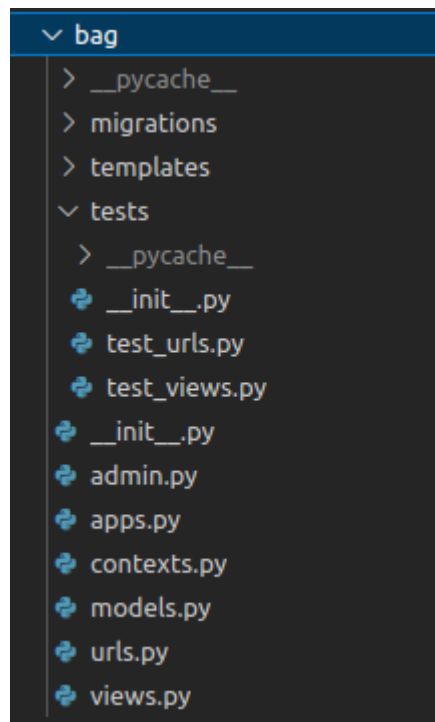 bag
__pycache__
migrations
templates
tests
__pycache__
__init__.py
test_urls.py
test_views.py
__init__.py
admin.py
apps.py
contexts.py
models.py
urls.py
views.py